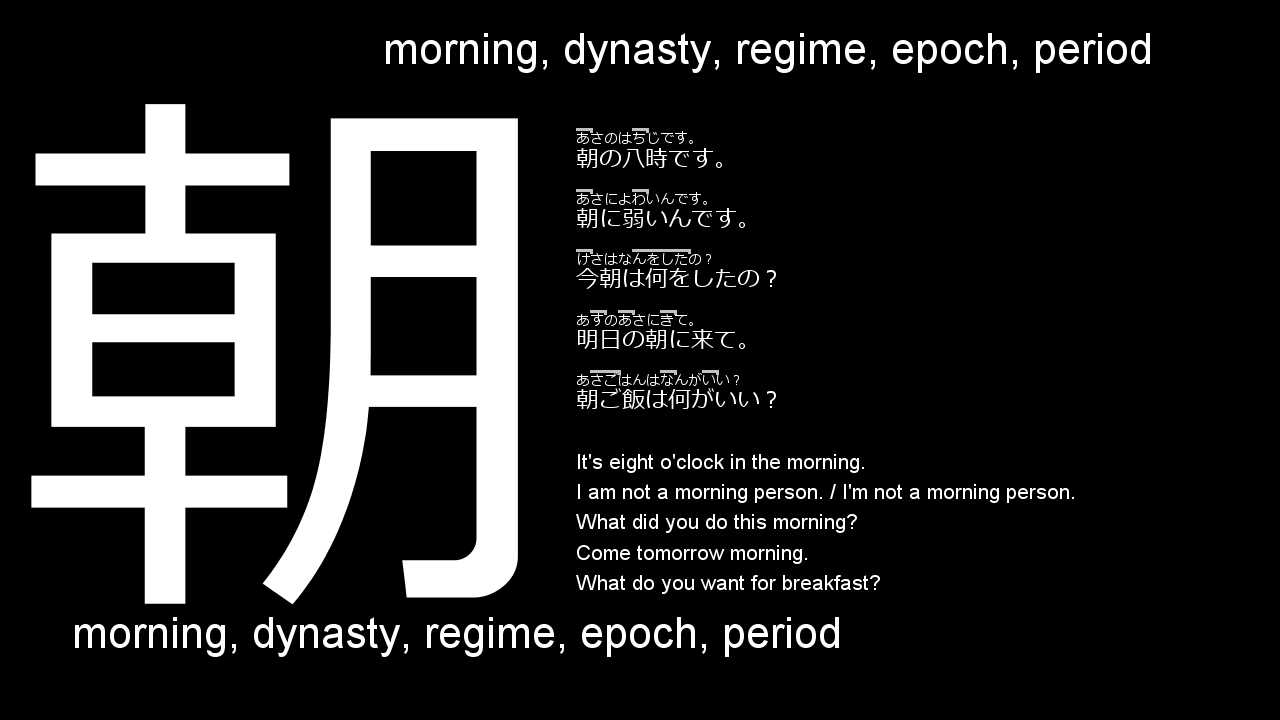 morning, dynasty, regime, epoch, period
朝
あさのはちじです。
朝の八時です。
あさによわいんです。
朝に弱いんです。
けさはなんをしたの？
今朝は何をしたの？
あすのあさにきて。
明日の朝に来て。
あさごはんはなんがいい？
朝ご飯は何がいい？
It's eight o'clock in the morning.
I am not a morning person. / I'm not a morning person.
What did you do this morning?
Come tomorrow morning.
What do you want for breakfast?
morning, dynasty, regime, epoch, period